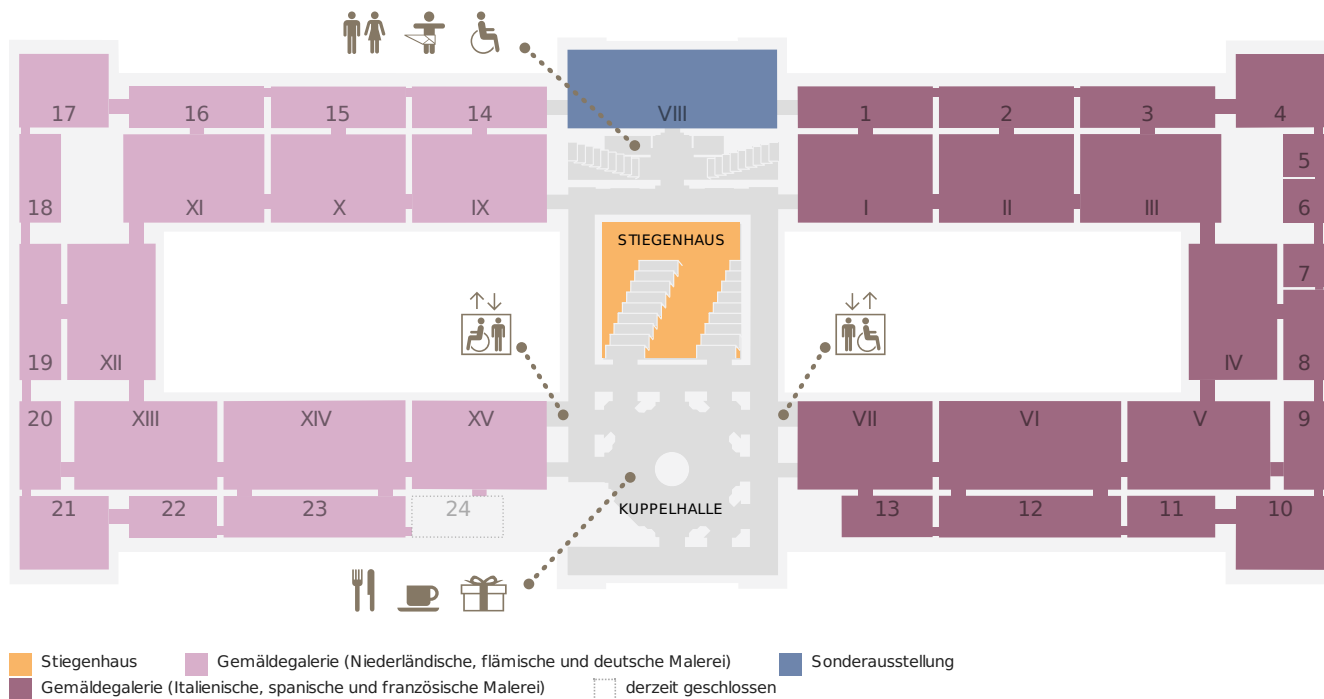 17
16
15
14
VIII
1
2
3
4
5
18
XI
X
IX
I
II
III
6
STIEGENHAUS
7
19
XII
IV
8
20
XIII
XIV
XV
VII
VI
V
9
21
22
23
24
KUPPELHALLE
13
12
11
10
Stiegenhaus
Gemäldegalerie (Niederländische, flämische und deutsche Malerei)
Sonderausstellung
Gemäldegalerie (Italienische, spanische und französische Malerei)
derzeit geschlossen